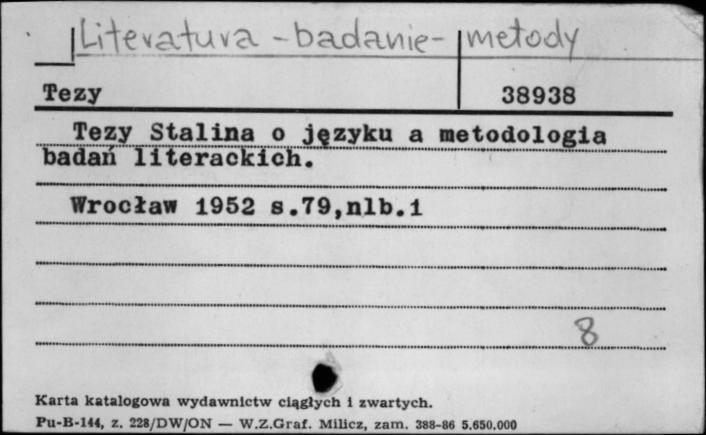 Literatura - badanie - metody
Tezy 38938
Tezy Stalina o języku a metodologia
badań literackich.
Wrocław 1952 s.79,nlb.1
8
Karta katalogowa wydawnictw ciągłych i zwartych.
Pu-B-144, z. 228/DW/ON — W.Z.Graf. Milicz, zam. 388-86 5.650.000